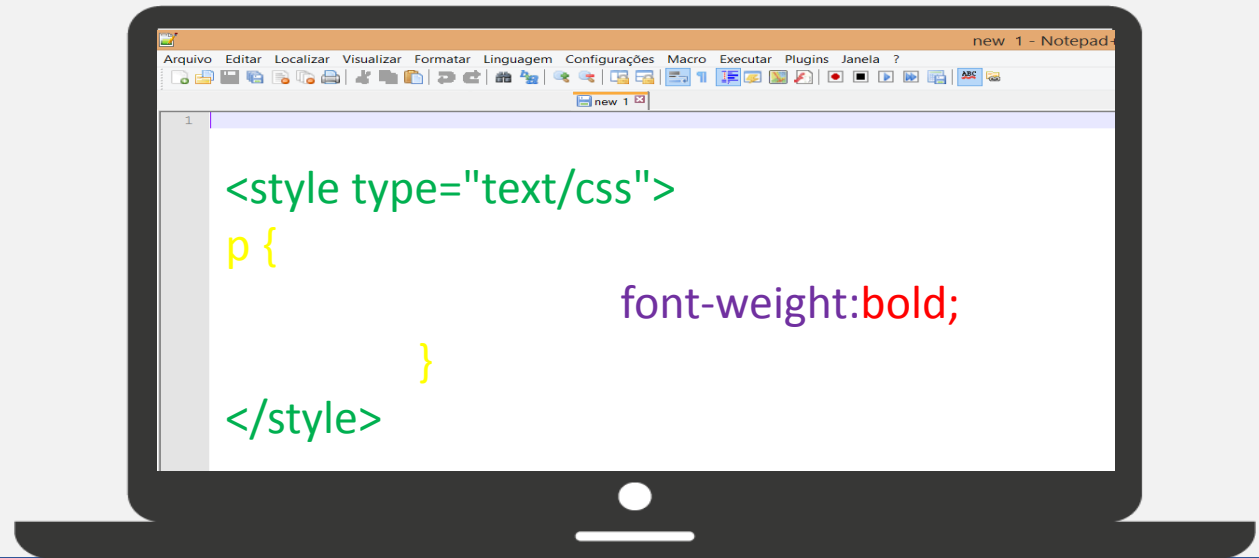 new 1 - Notepad+
Arquivo Editar Localizar Visualizar Formatar Linguagem Configurações Macro Executar Plugins Janela ?
ABC
new 1
1
<style type="text/css">
p {
font-weight:bold;
}
</style>